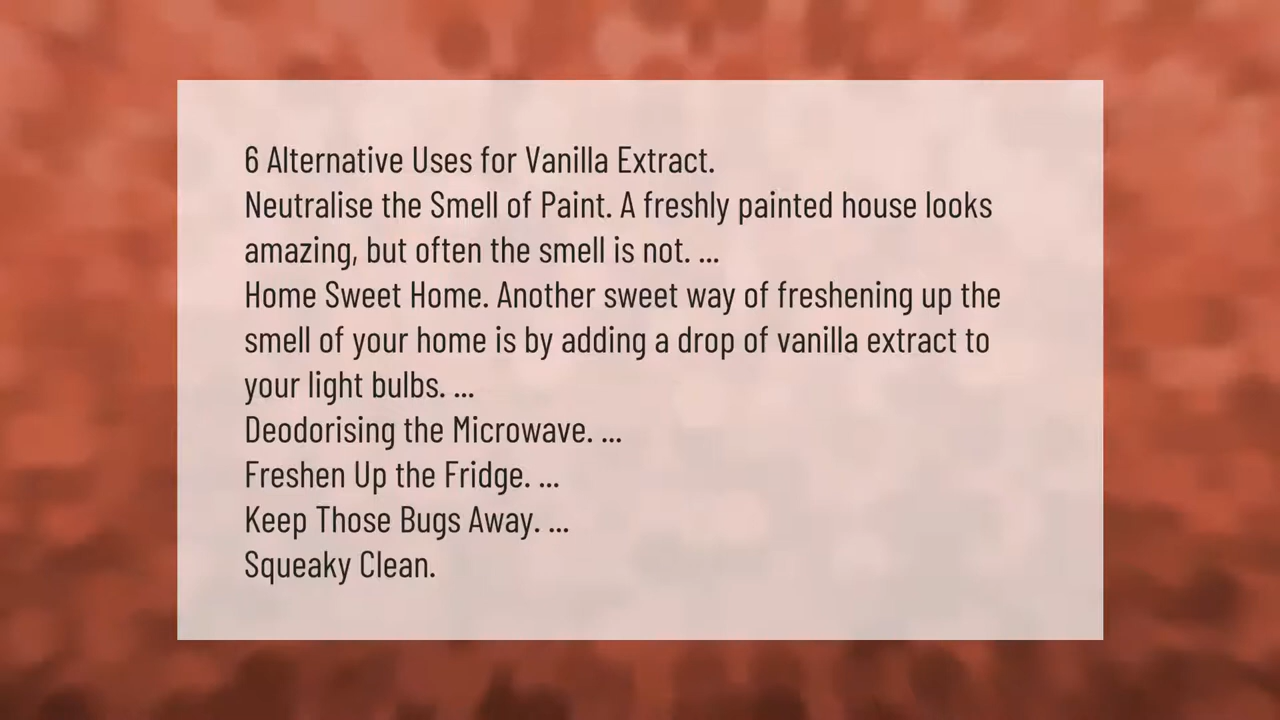 6 Alternative Uses for Vanilla Extract.
Neutralise the Smell of Paint. A freshly painted house looks
amazing, but often the smell is not. ...
Home Sweet Home. Another sweet way of freshening up the
smell of your home is by adding a drop of vanilla extract to
your light bulbs. ...
Deodorising the Microwave. ...
Freshen Up the Fridge. ...
Keep Those Bugs Away. ...
Squeaky Clean.